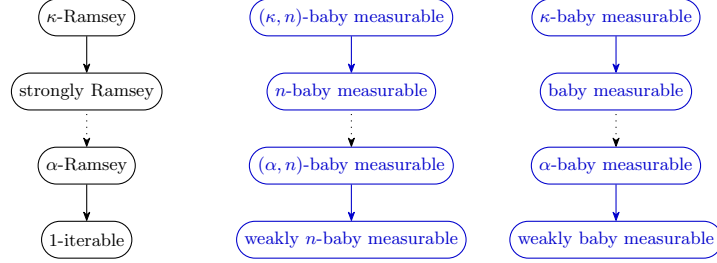 κ-Ramsey
(κ, n)-baby measurable
κ-baby measurable
strongly Ramsey
n-baby measurable
baby measurable
α-Ramsey
(α, n)-baby measurable
α-baby measurable
1-iterable
weakly n-baby measurable
weakly baby measurable